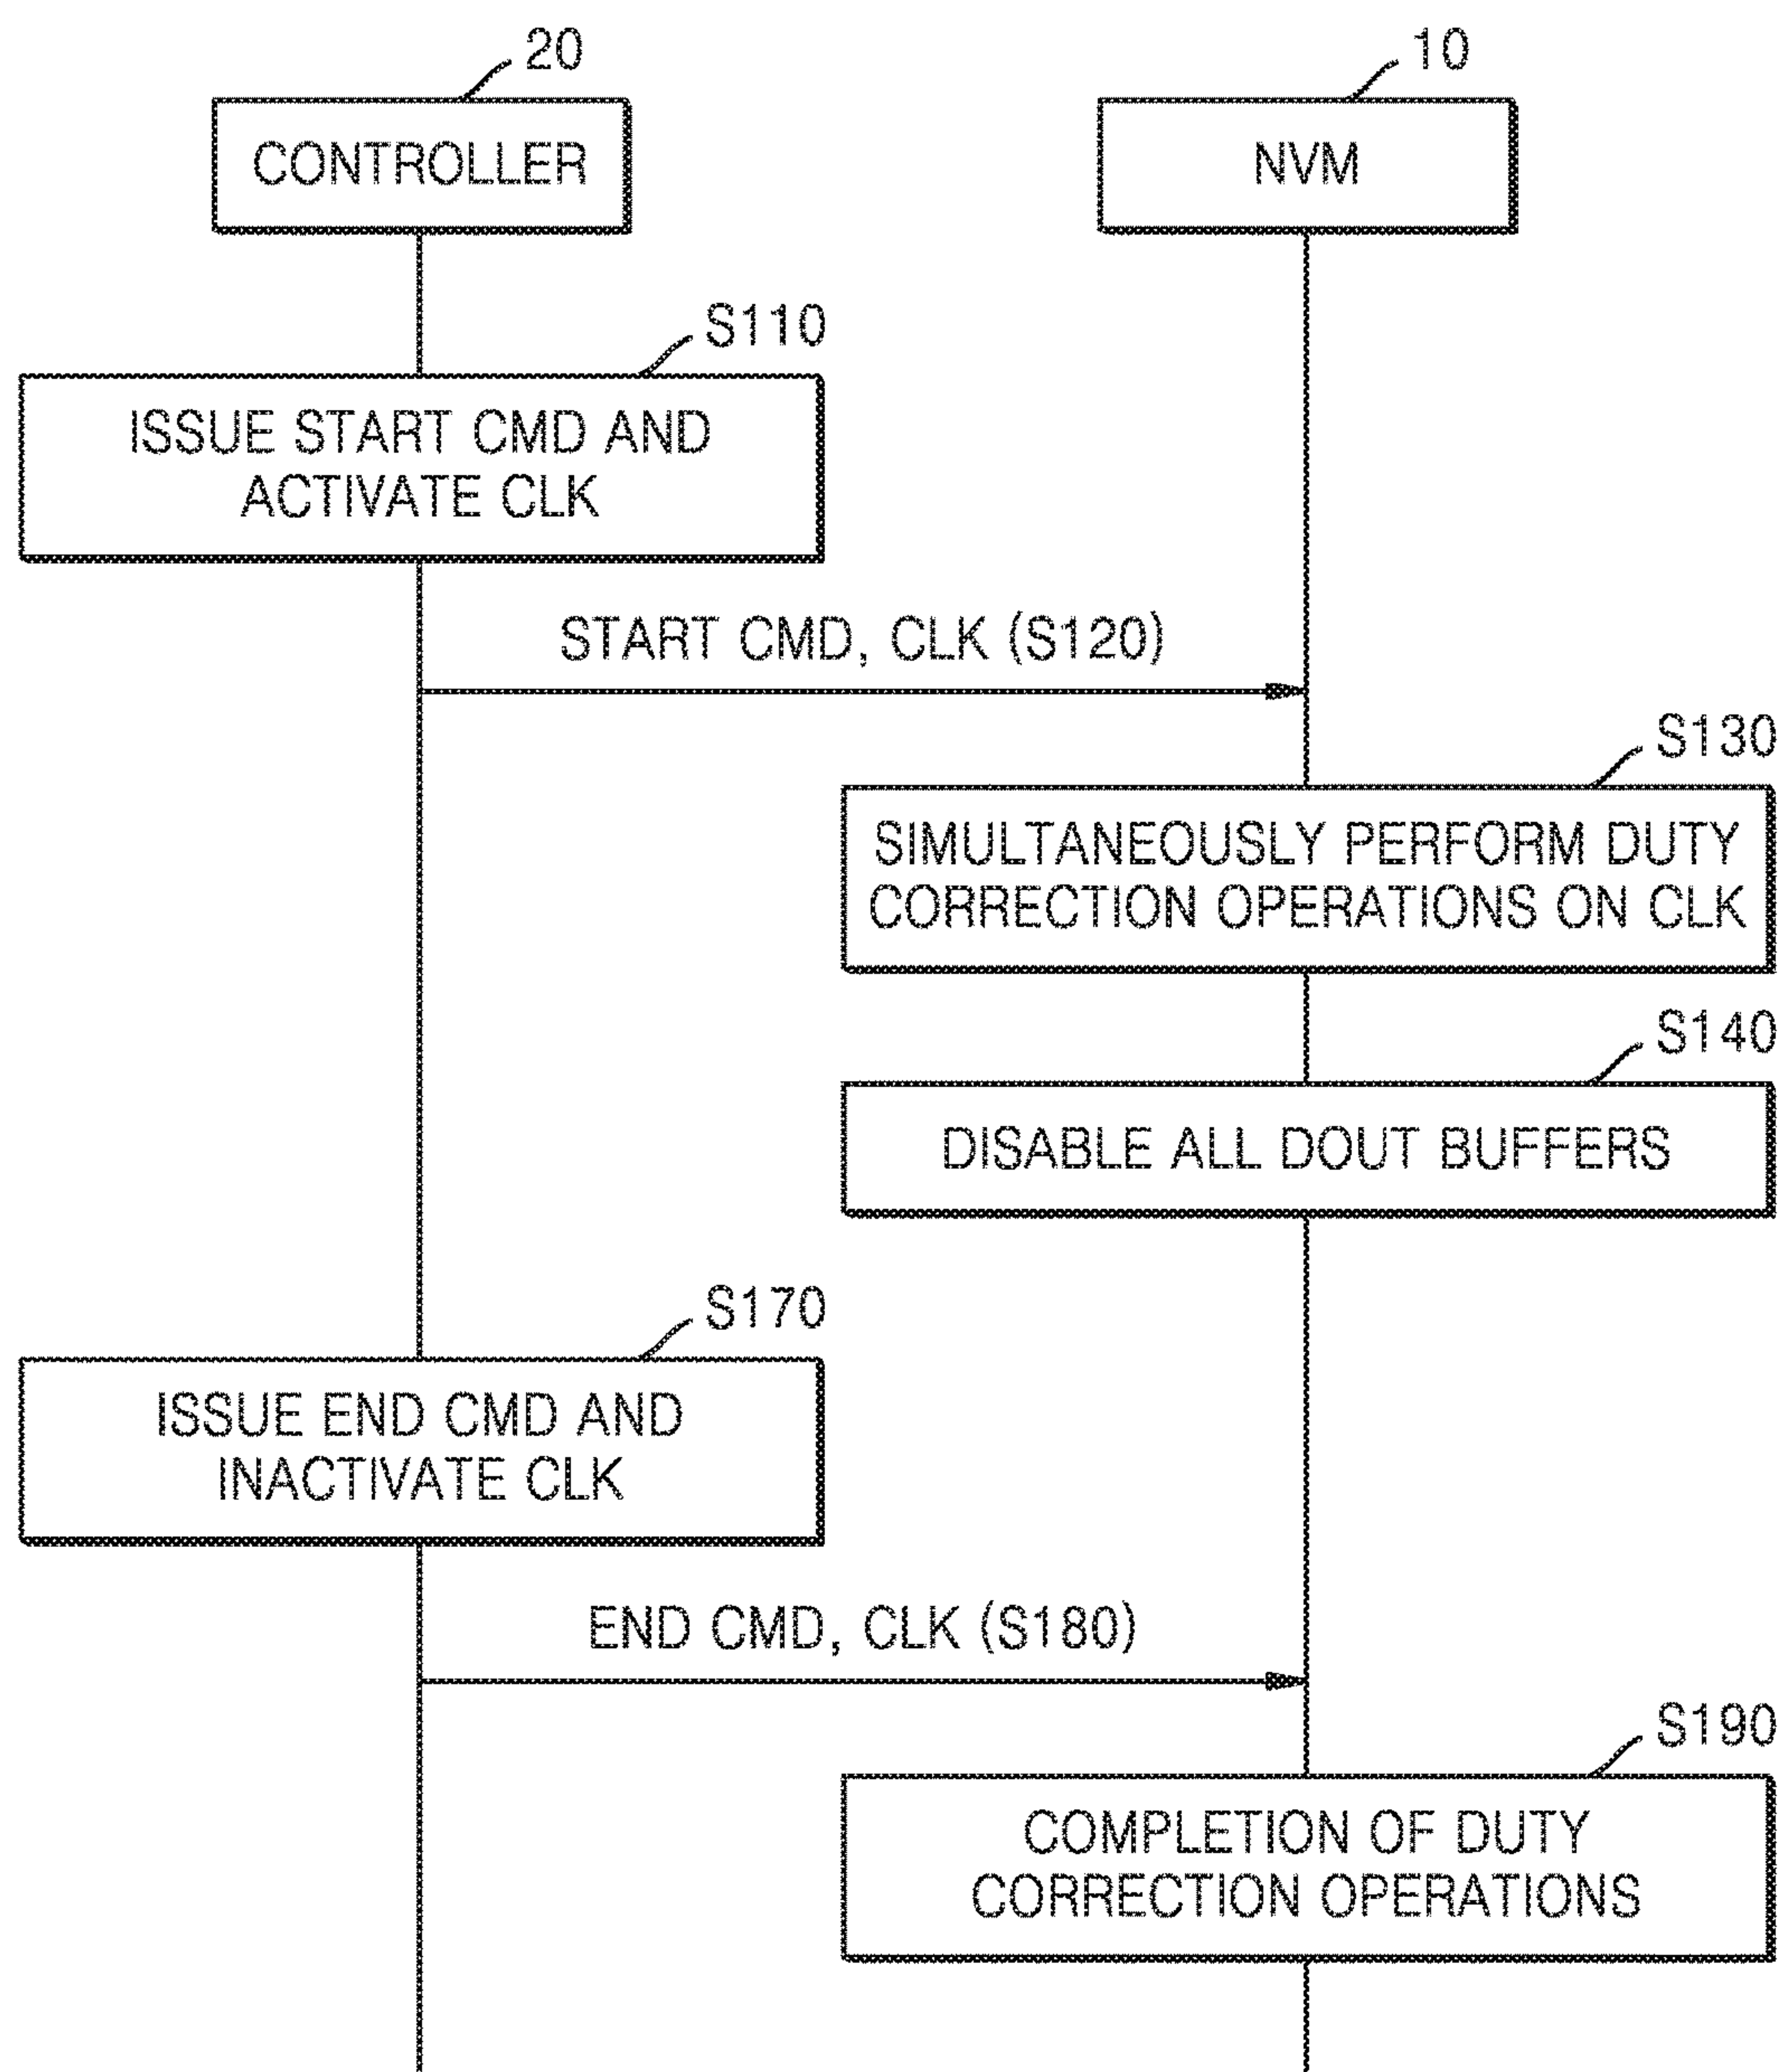 20
10
CONTROLLER
NVM
S110
ISSUE START CMD AND
ACTIVATE CLK
START CMD, CLK (S120)
S130
SIMULTANEOUSLY PERFORM DUTY
CORRECTION OPERATIONS ON CLK
S140
DISABLE ALL DOUT BUFFERS
S170
ISSUE END CMD AND
INACTIVATE CLK
END CMD, CLK (S180)
S190
COMPLETION OF DUTY
CORRECTION OPERATIONS